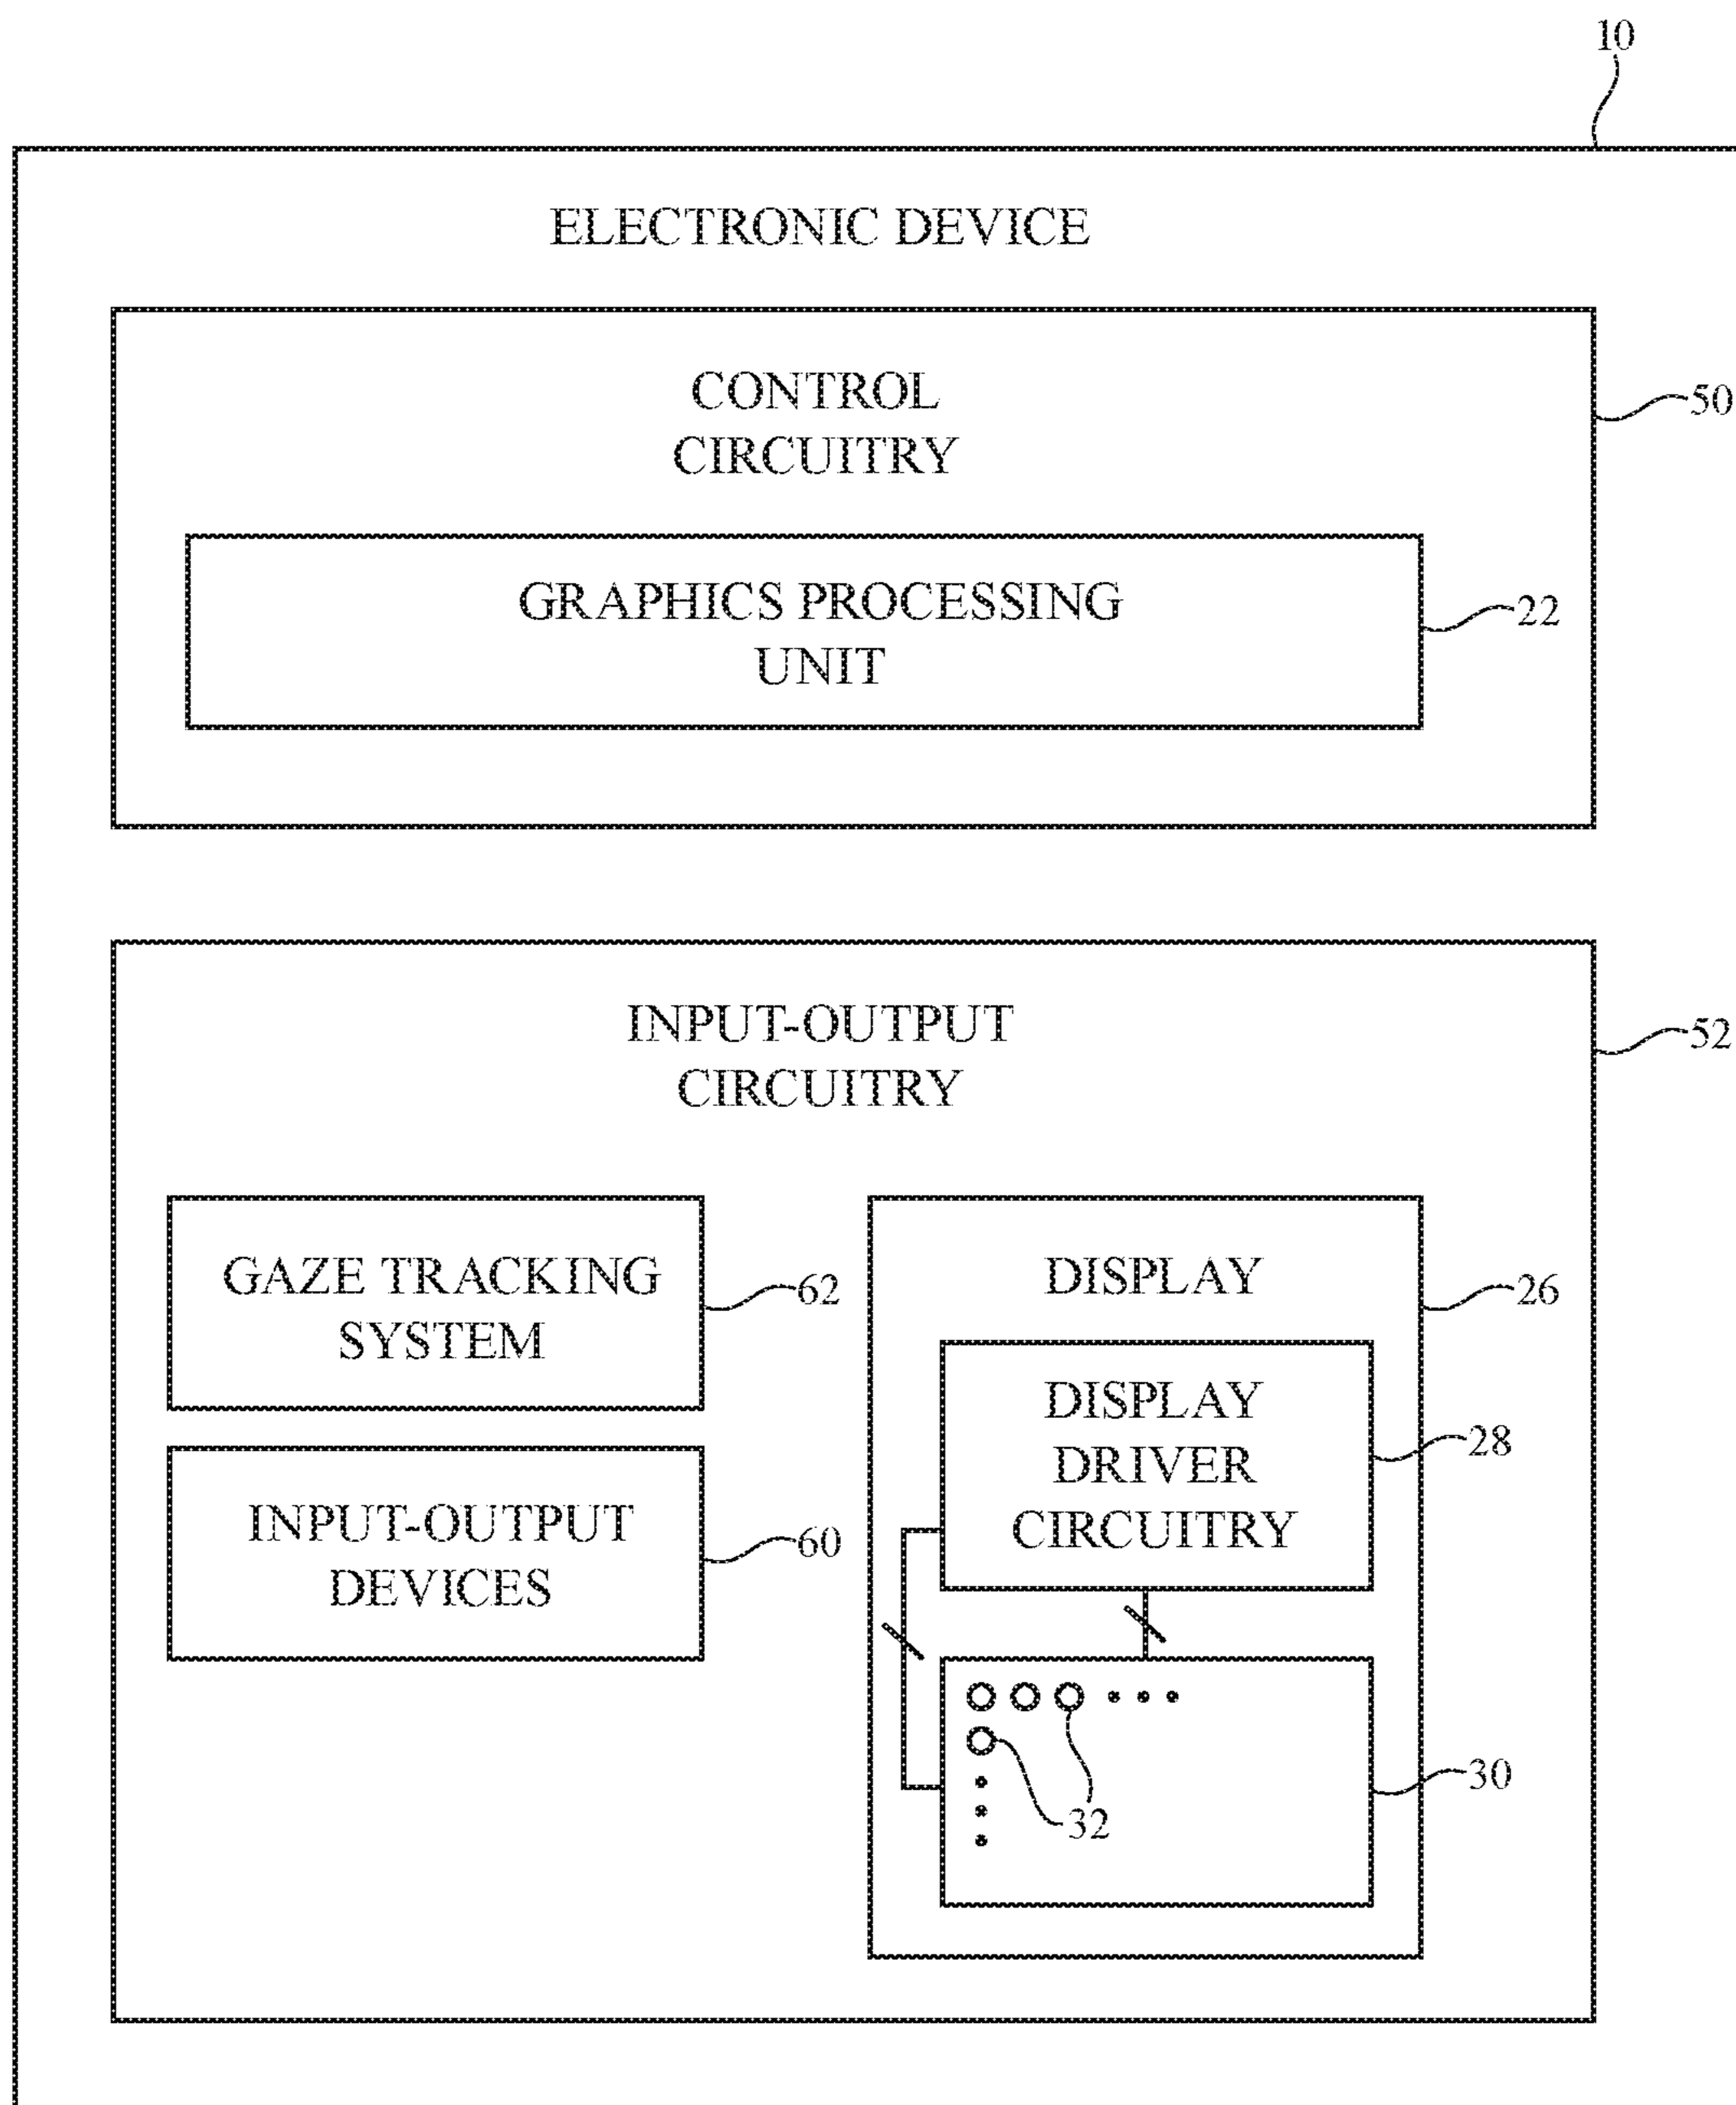 10
ELECTRONIC DEVICE
CONTROL
CIRCUITRY
50
GRAPHICS PROCESSING
UNIT
22
INPUT-OUTPUT
CIRCUITRY
52
GAZE TRACKING
SYSTEM
62
INPUT-OUTPUT
DEVICES
60
DISPLAY
26
DISPLAY
DRIVER
CIRCUITRY
28
30
32